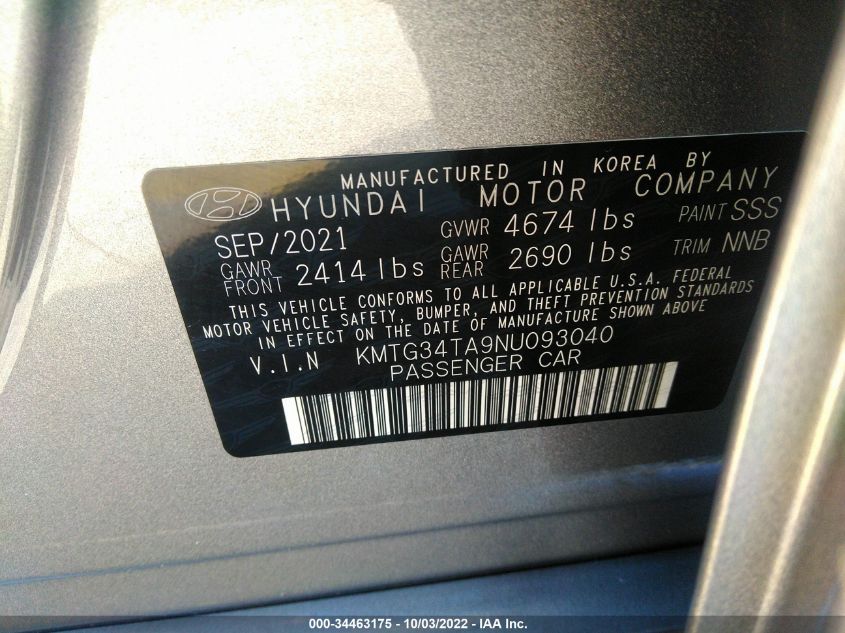 MANUFACTURED IN KOREA BY
HYUNDAI MOTOR COMPANY
SEP/2021 GVWR 4674 lbs PAINT SSS
GAWR FRONT 2414 lbs GAWR REAR 2690 lbs TRIM NNB
THIS VEHICLE CONFORMS TO ALL APPLICABLE U.S.A. FEDERAL
MOTOR VEHICLE SAFETY, BUMPER, AND THEFT PREVENTION STANDARDS
IN EFFECT ON THE DATE OF MANUFACTURE SHOWN ABOVE
V.I.N KMTG34TA9NU093040
PASSENGER CAR
000-34463175 - 10/03/2022 - IAA Inc.